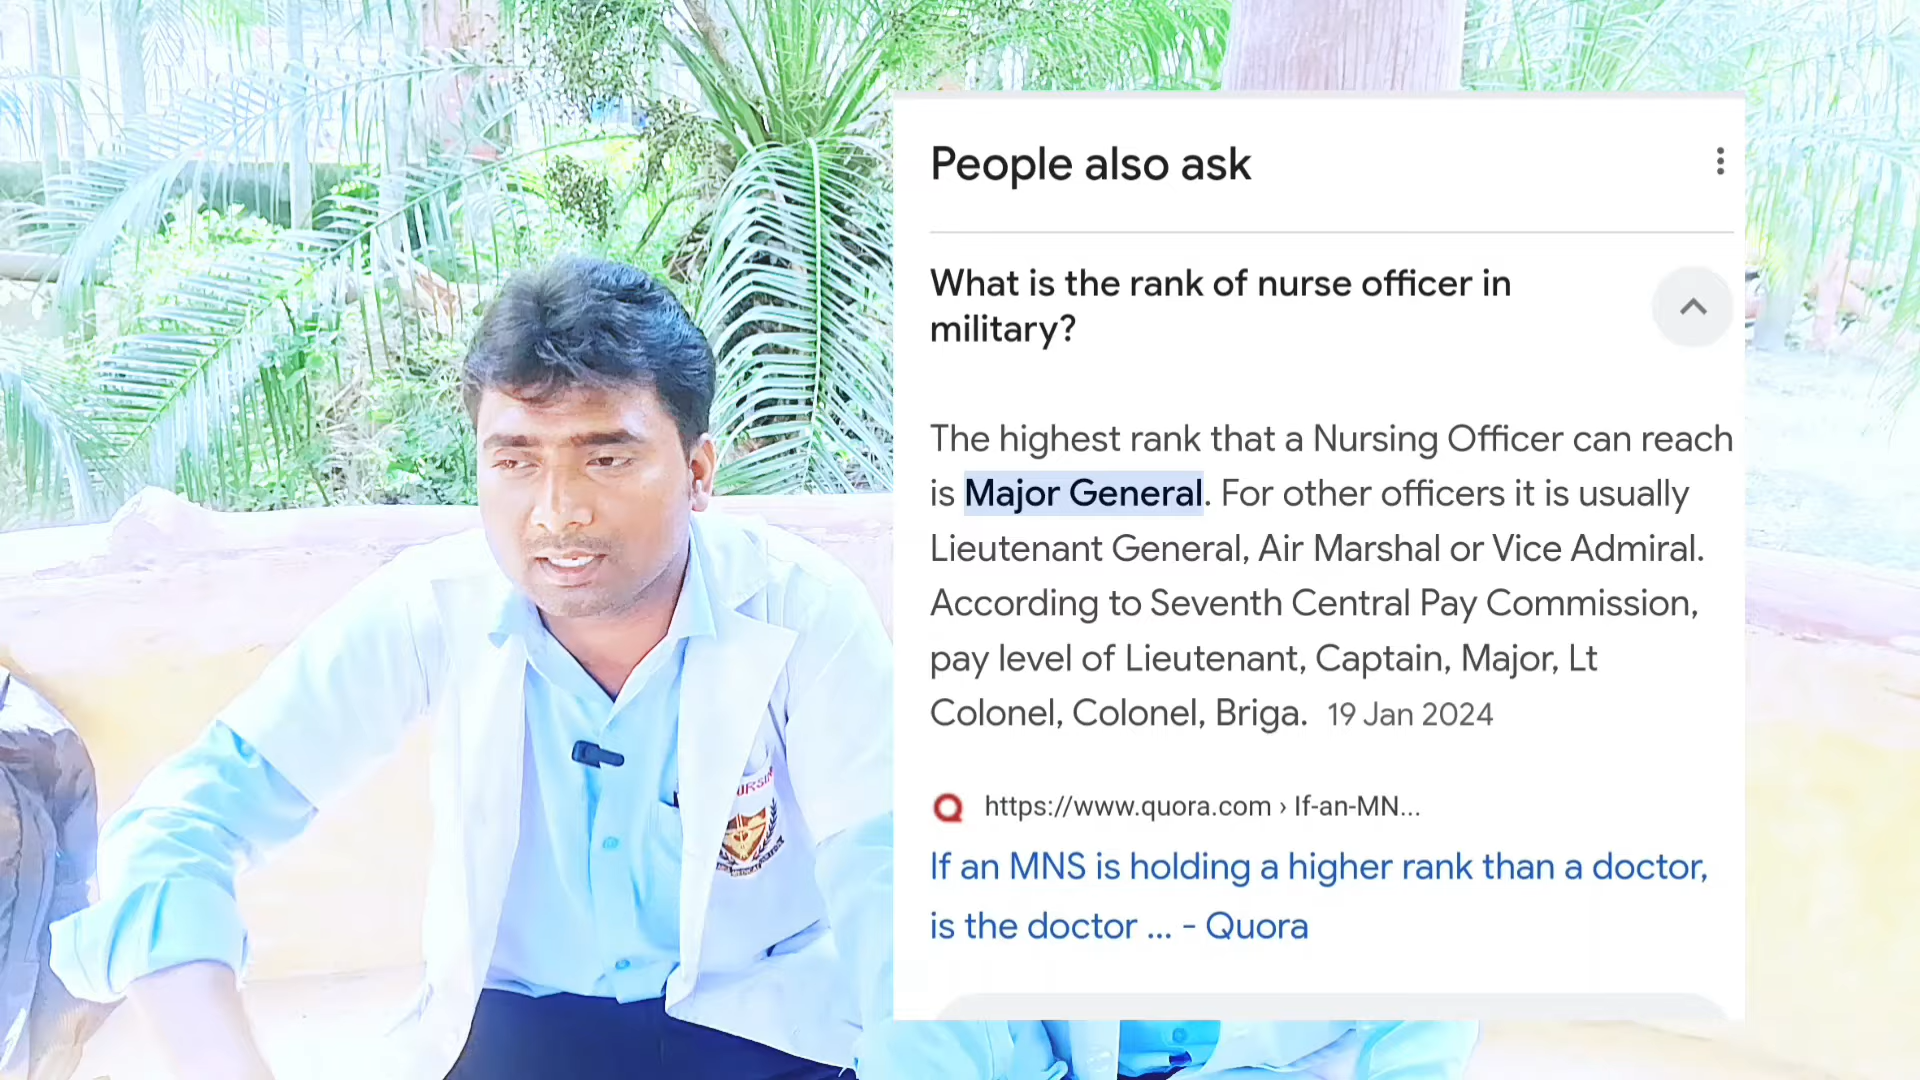 People also ask
What is the rank of nurse officer in
military?
The highest rank that a Nursing Officer can reach
is Major General. For other officers it is usually
Lieutenant General, Air Marshal or Vice Admiral.
According to Seventh Central Pay Commission,
pay level of Lieutenant, Captain, Major, Lt
Colonel, Colonel, Briga. 19 Jan 2024
https://www.quora.com › If-an-MN...
If an MNS is holding a higher rank than a doctor,
is the doctor ... - Quora